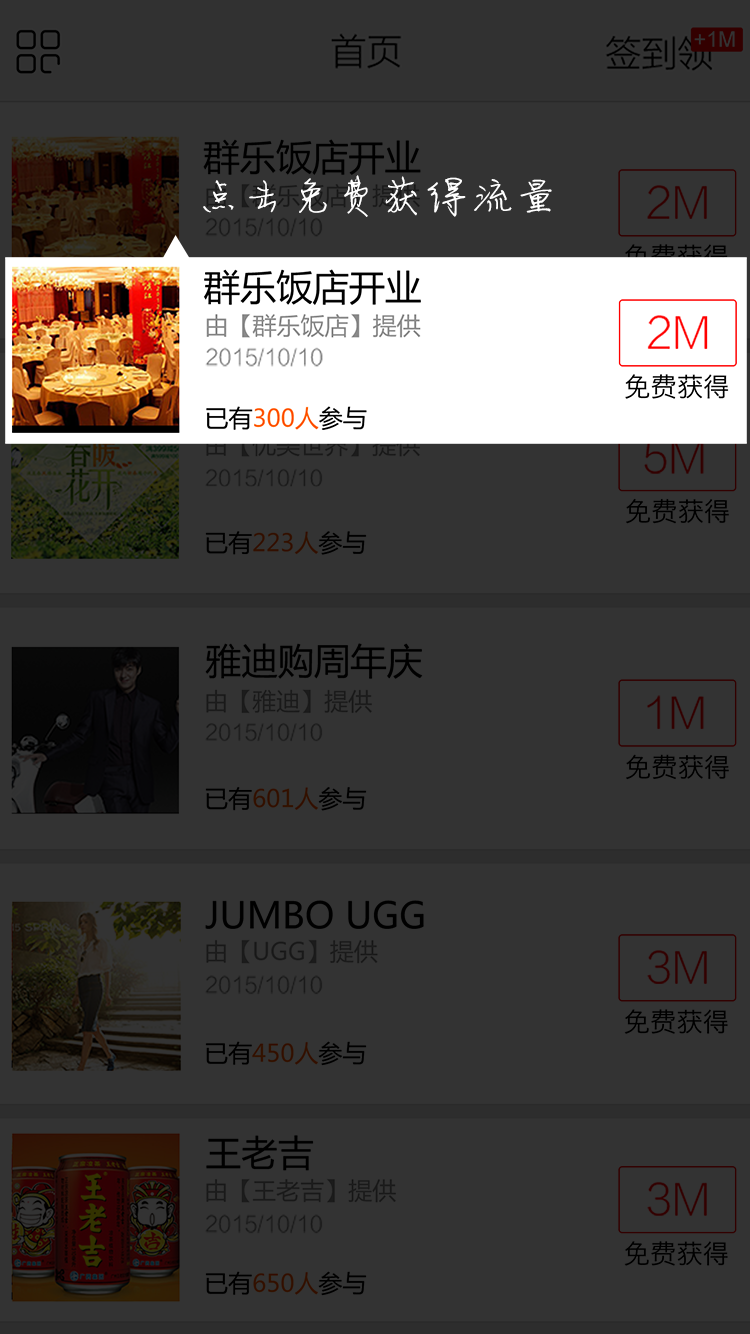 首页
签到领
+1M
群乐饭店开业
点击免费获得流量
2015/10/10
2M
免费获得
群乐饭店开业
由【群乐饭店】提供
2015/10/10
已有300人参与
2M
免费获得
春暖
花开
由【优美世界】提供
2015/10/10
已有223人参与
5M
免费获得
雅迪购周年庆
由【雅迪】提供
2015/10/10
已有601人参与
1M
免费获得
JUMBO UGG
由【UGG】提供
2015/10/10
已有450人参与
3M
免费获得
王老吉
王老吉
由【王老吉】提供
2015/10/10
已有650人参与
3M
免费获得